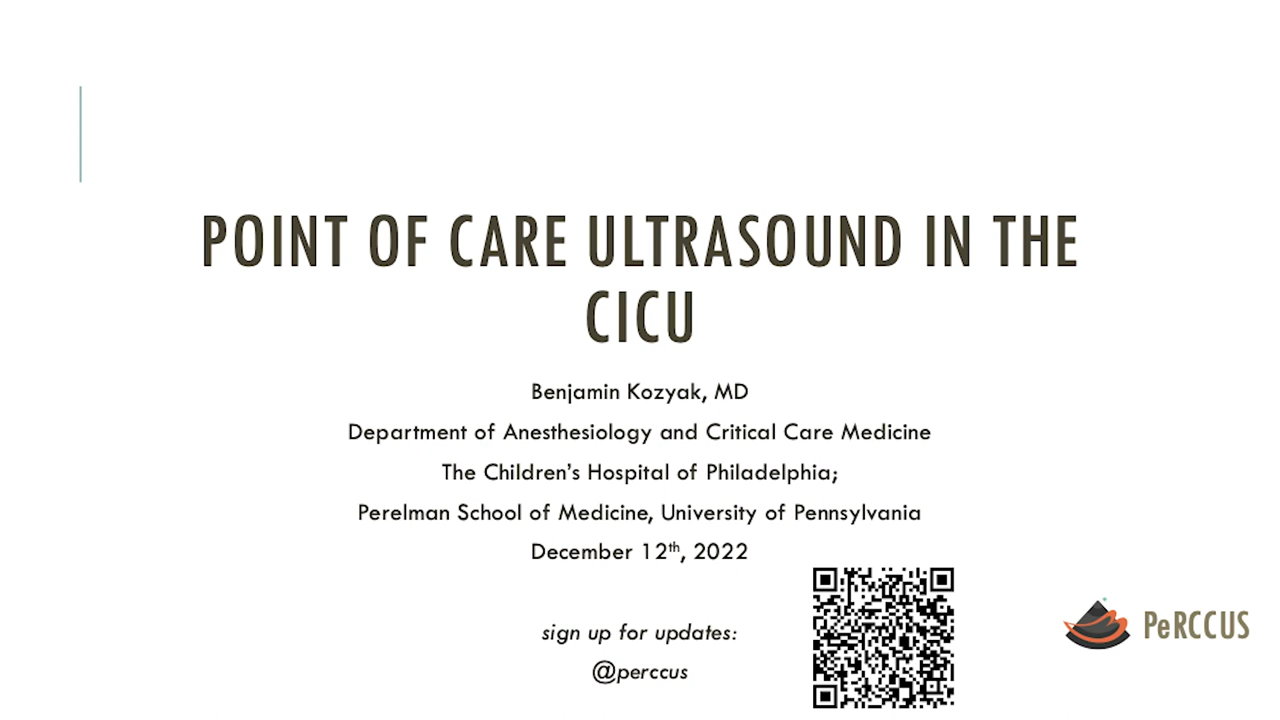 POINT OF CARE ULTRASOUND IN THE
CICU
Benjamin Kozyak, MD
Department of Anesthesiology and Critical Care Medicine
The Children’s Hospital of Philadelphia;
Perelman School of Medicine, University of Pennsylvania
December 12th, 2022
sign up for updates:
@perccus
PeRCCUS